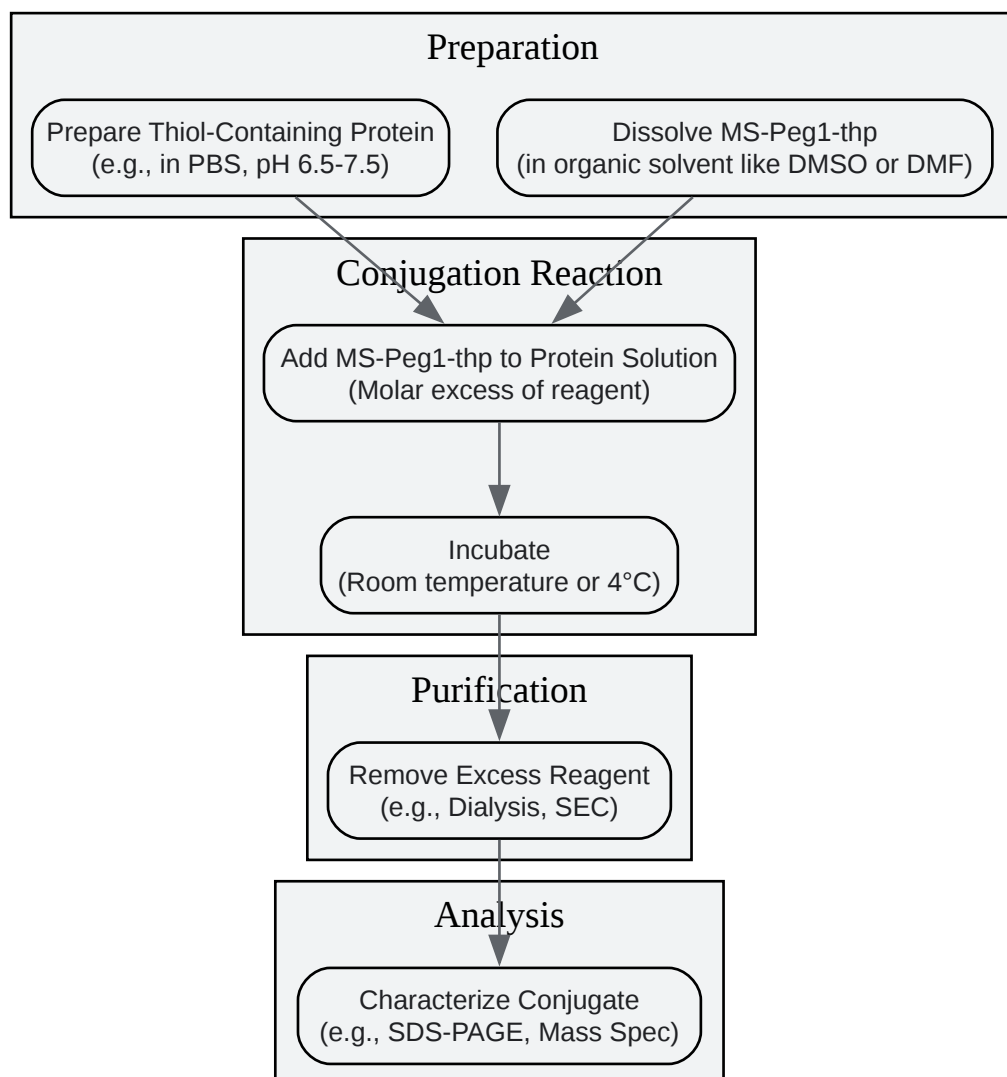 Preparation
Prepare Thiol-Containing Protein
(e.g., in PBS, pH 6.5-7.5)
Dissolve MS-Peg1-thp
(in organic solvent like DMSO or DMF)
Conjugation Reaction
Add MS-Peg1-thp to Protein Solution
(Molar excess of reagent)
Incubate
(Room temperature or 4°C)
Purification
Remove Excess Reagent
(e.g., Dialysis, SEC)
Analysis
Characterize Conjugate
(e.g., SDS-PAGE, Mass Spec)